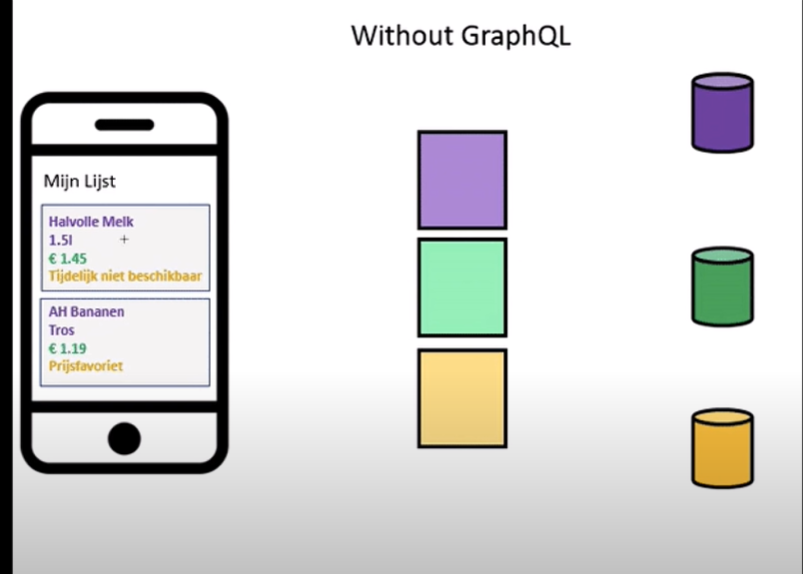 Without GraphQL
Mijn Lijst
Halvolle Melk
1.5l
€ 1.45
Tijdelijk niet beschikbaar
AH Bananen
Tros
€ 1.19
Prijsfavoriet